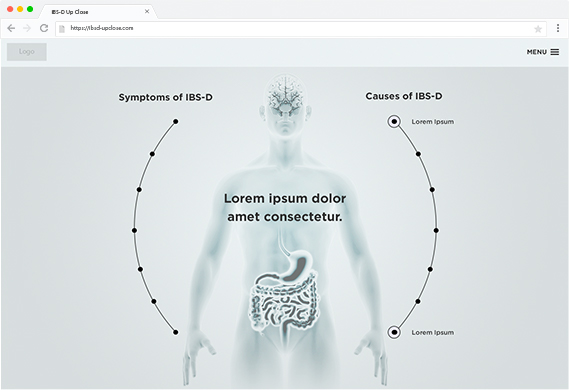 IBS-D Up Close
https://ibsd-upclose.com
Logo
MENU
Symptoms of IBS-D
Causes of IBS-D
Lorem Ipsum
Lorem ipsum dolor
amet consectetur.
Lorem Ipsum